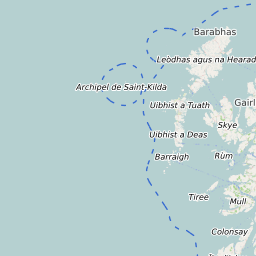 Barabhas
Leòdhas agus na Hearad
Archipel de Saint-Kilda
Uibhist a Tuath
Gairl
Skye
Uibhist a Deas
Barraigh
Rùm
Tiree
Mull
Colonsay